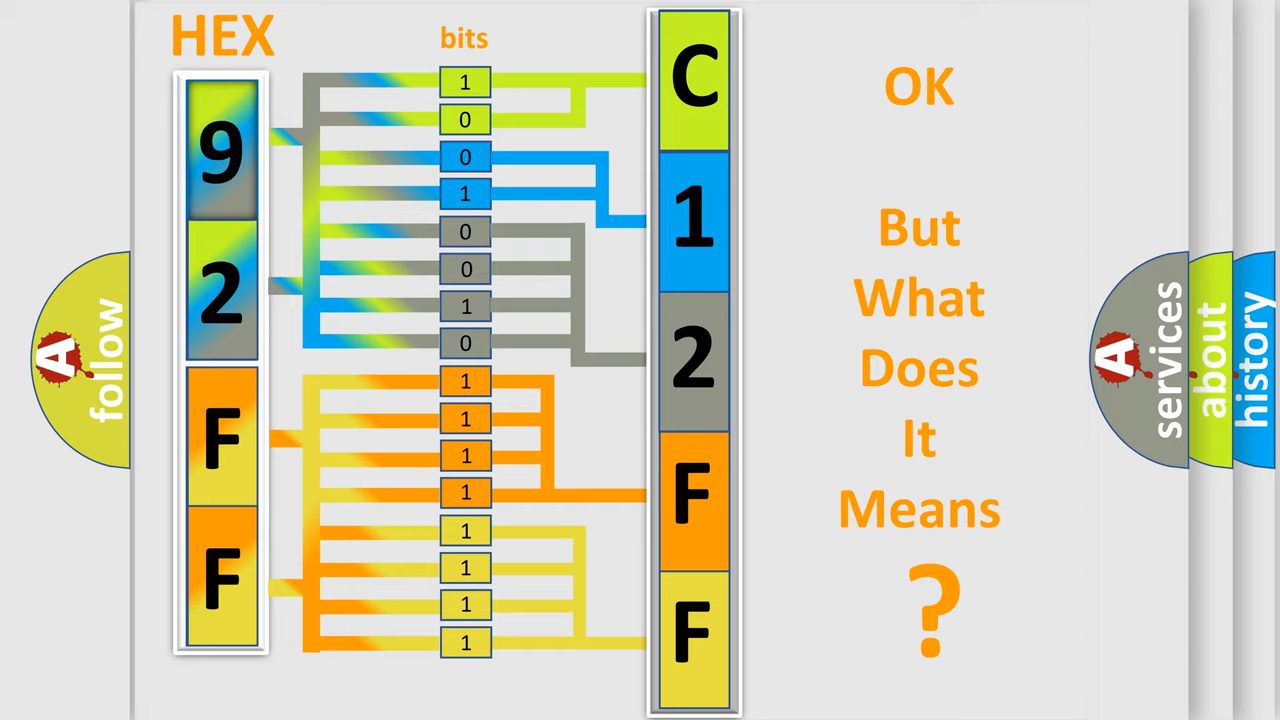 HEX
bits
9
2
F
F
1
0
0
1
0
0
1
0
1
1
1
1
1
1
1
1
C
1
2
F
F
OK
But
What
Does
It
Means
?
A
follow
A
services
about
history